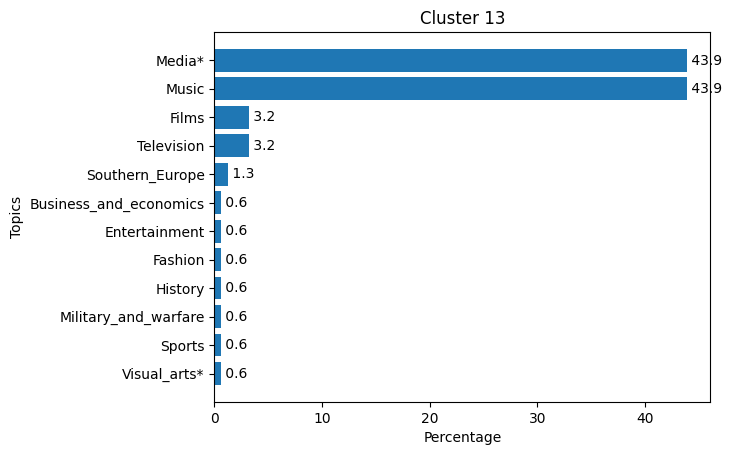 Cluster 13
Media* 43.9
Music 43.9
Films 3.2
Television 3.2
Southern_Europe 1.3
Business_and_economics 0.6
Entertainment 0.6
Fashion 0.6
History 0.6
Military_and_warfare 0.6
Sports 0.6
Visual_arts* 0.6
Topics
0 10 20 30 40
Percentage